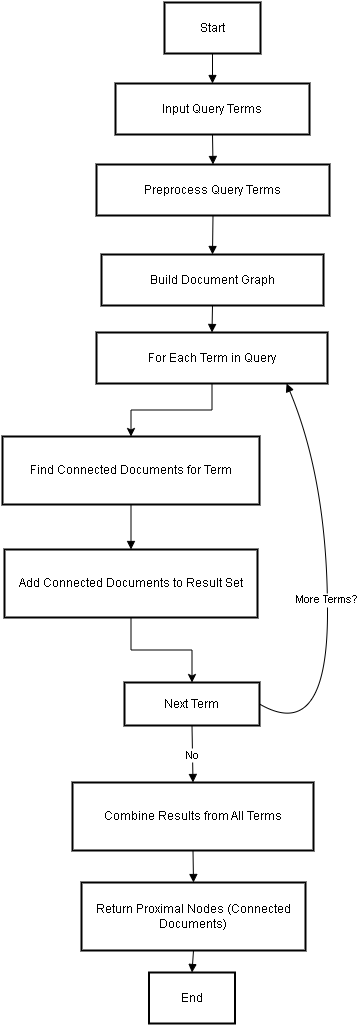 Start
Input Query Terms
Preprocess Query Terms
Build Document Graph
For Each Term in Query
Find Connected Documents for Term
Add Connected Documents to Result Set
More Terms?
Next Term
No
Combine Results from All Terms
Return Proximal Nodes (Connected
Documents)
End